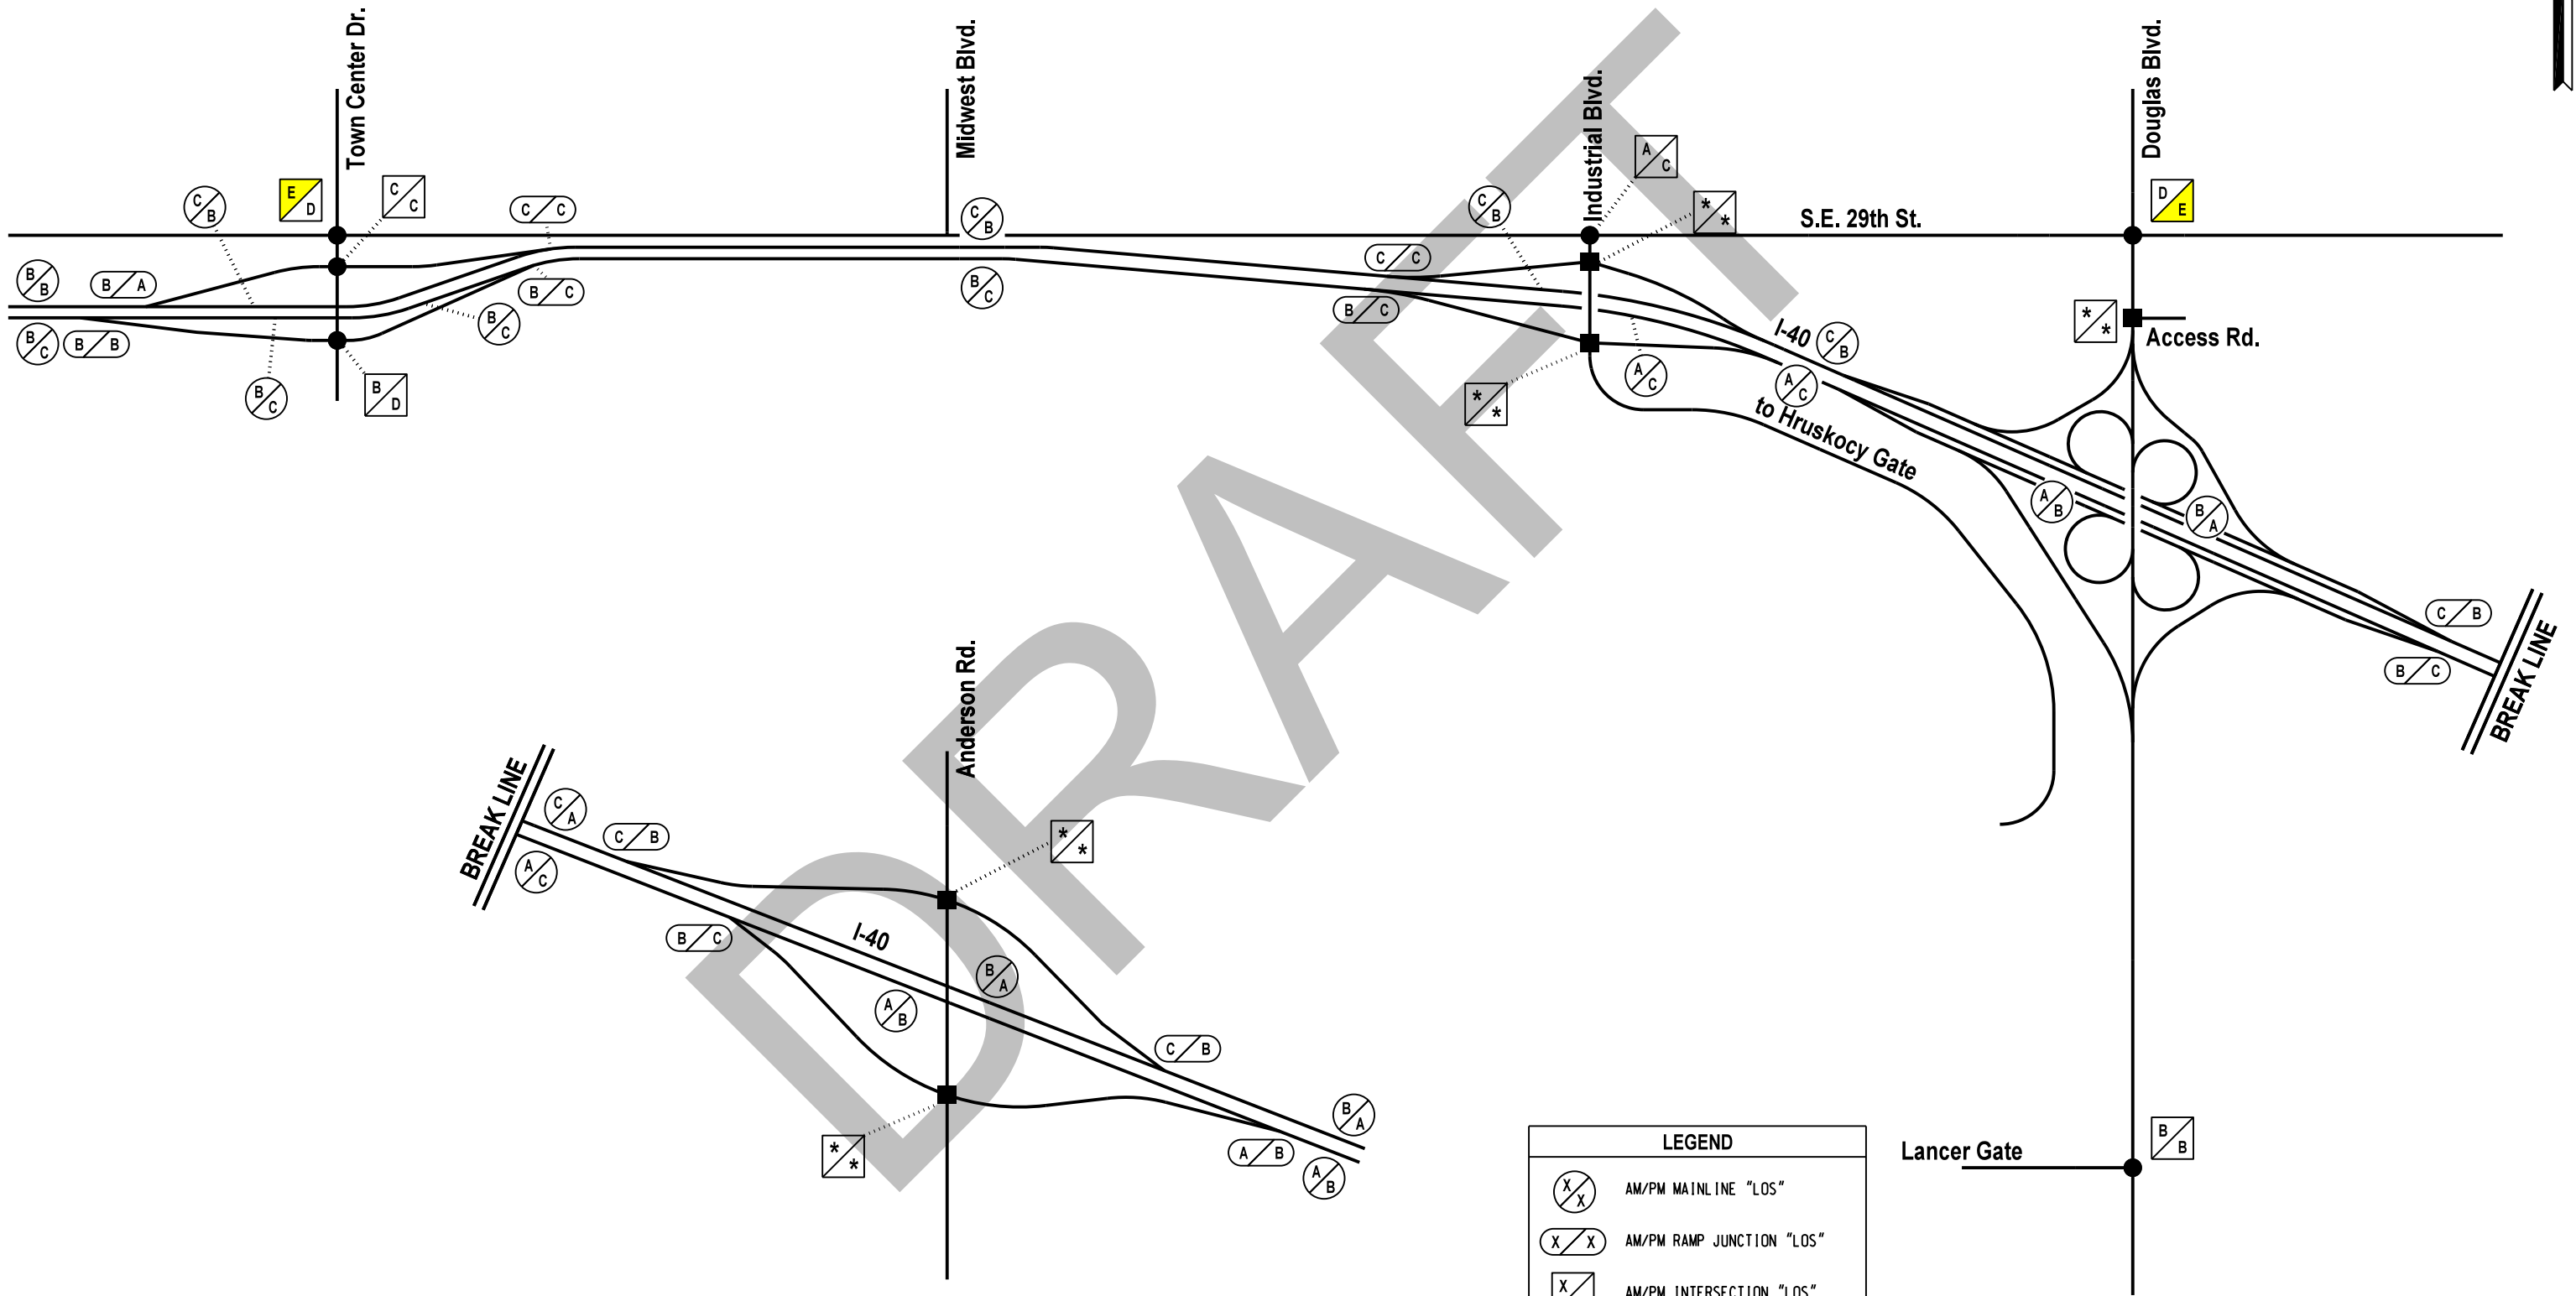 Town Center Dr.
Midwest Blvd.
Industrial Blvd.
Douglas Blvd.
E D
C C
C B
C C
C B
C B
A C
* *
S.E. 29th St.
D E
B B
B A
B C
B B
B C
B C
B C
B D
B C
C C
B C
* *
A C
I-40
C B
A C
to Hruskocy Gate
* *
Access Rd.
A B
B A
C B
B C
BREAK LINE
DRAFT
Anderson Rd.
BREAK LINE
C A
C B
A C
* *
B C
I-40
B A
A B
C B
B A
A B
A B
* *
LEGEND
X X AM/PM MAINLINE "LOS"
X X AM/PM RAMP JUNCTION "LOS"
X AM/PM INTERSECTION "LOS"
Lancer Gate
B B